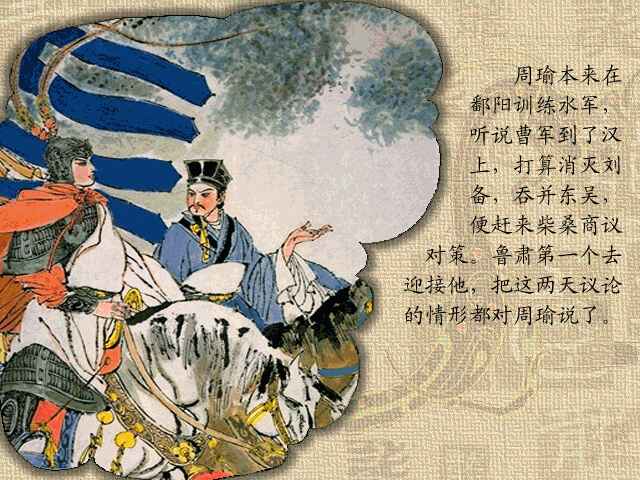 周瑜本来在
鄱阳训练水军，
听说曹军到了汉
上，打算消灭刘
备，吞并东吴，
便赶来柴桑商议
对策。鲁肃第一个去
迎接他，把这两天议论
的情形都对周瑜说了。